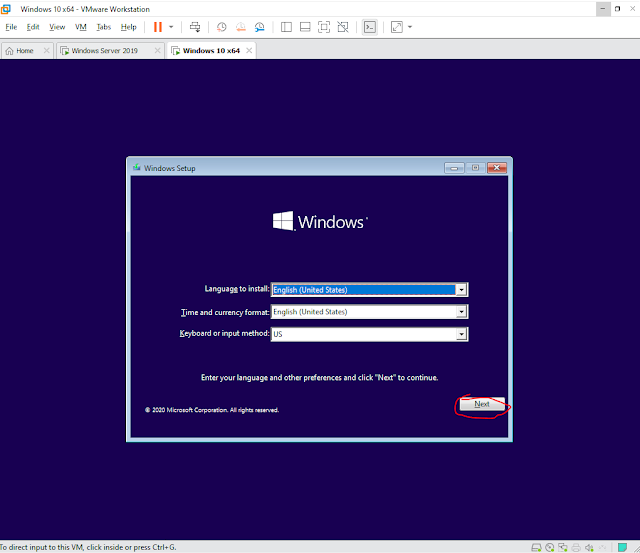 Windows 10 x64 - VMware Workstation
File Edit View VM Tabs Help
Home Windows Server 2019 Windows 10 x64
Windows Setup
Windows
Language to install: English (United States)
Time and currency format: English (United States)
Keyboard or input method: US
Enter your language and other preferences and click "Next" to continue.
Next
© 2020 Microsoft Corporation. All rights reserved.
To direct input to this VM, click inside or press Ctrl+G.